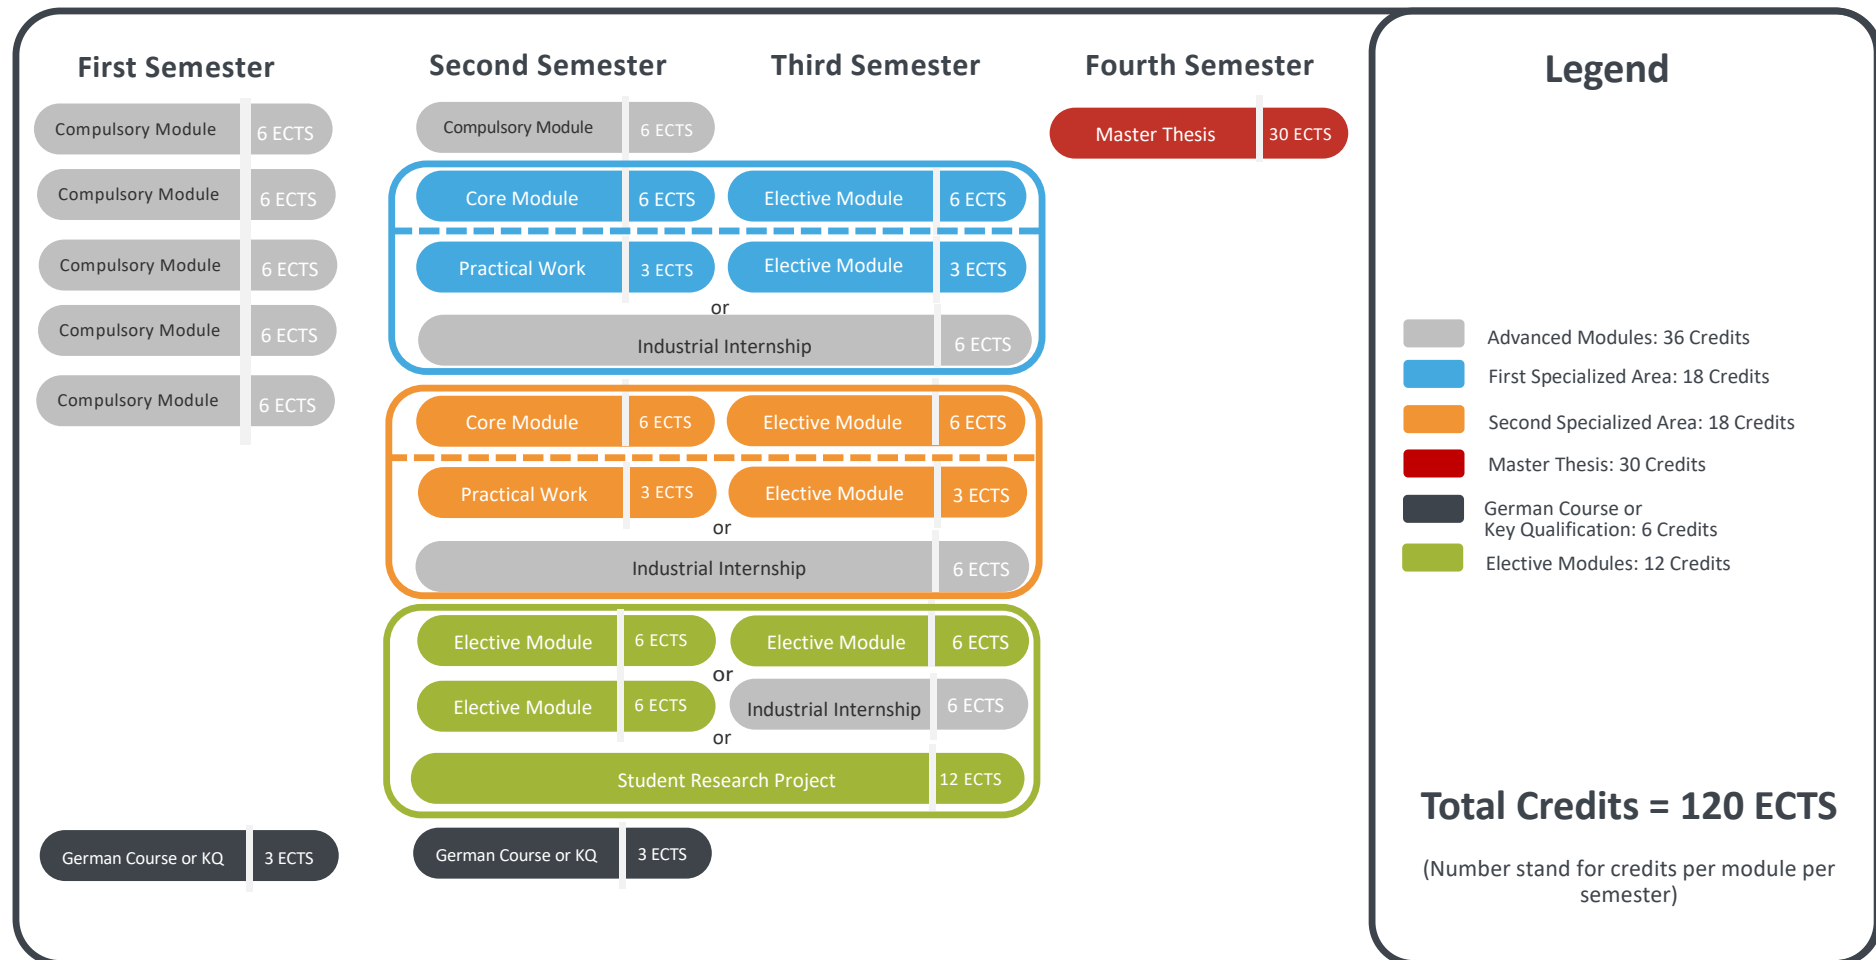 First Semester
Second Semester
Third Semester
Fourth Semester
Legend
Compulsory Module 6 ECTS
Compulsory Module 6 ECTS
Compulsory Module 6 ECTS
Compulsory Module 6 ECTS
Compulsory Module 6 ECTS
German Course or KQ 3 ECTS
Compulsory Module 6 ECTS
Core Module 6 ECTS
Elective Module 6 ECTS
Practical Work 3 ECTS
Elective Module 3 ECTS
or
Industrial Internship 6 ECTS
Core Module 6 ECTS
Elective Module 6 ECTS
Practical Work 3 ECTS
Elective Module 3 ECTS
or
Industrial Internship 6 ECTS
Elective Module 6 ECTS
Elective Module 6 ECTS
or
Elective Module 6 ECTS
Industrial Internship 6 ECTS
or
Student Research Project 12 ECTS
German Course or KQ 3 ECTS
Master Thesis 30 ECTS
Advanced Modules: 36 Credits
First Specialized Area: 18 Credits
Second Specialized Area: 18 Credits
Master Thesis: 30 Credits
German Course or
Key Qualification: 6 Credits
Elective Modules: 12 Credits
Total Credits = 120 ECTS
(Number stand for credits per module per
semester)